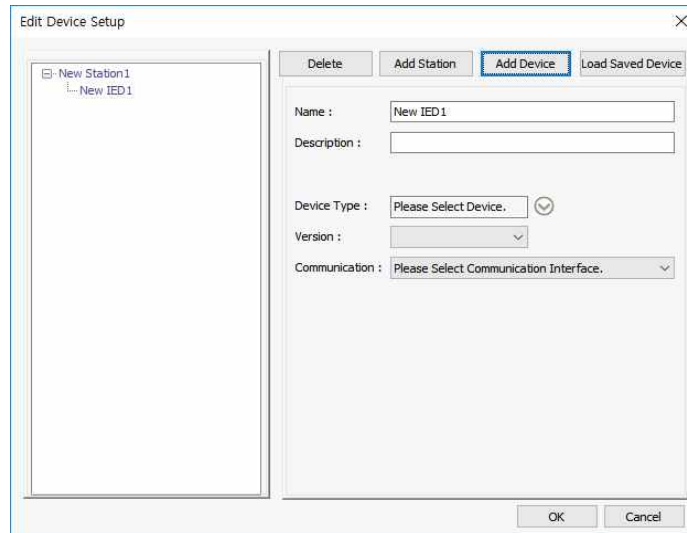 Edit Device Setup
New Station1
New IED1
Delete
Add Station
Add Device
Load Saved Device
Name :
New IED1
Description :
Device Type :
Please Select Device.
Version :
Communication :
Please Select Communication Interface.
OK
Cancel